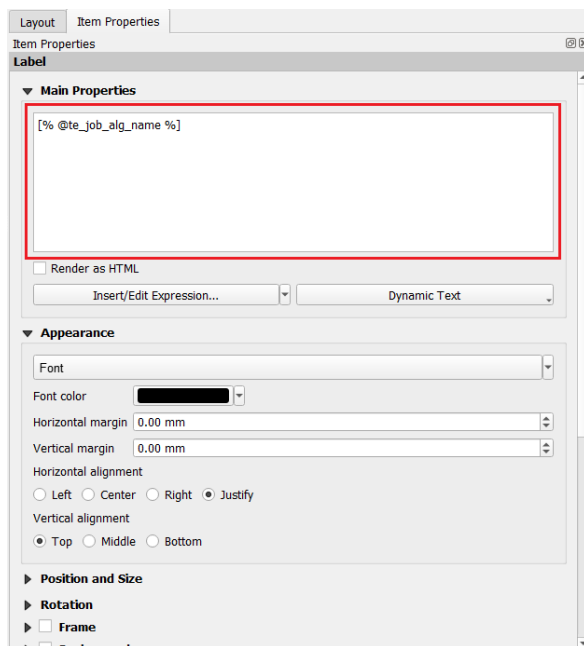 Layout Item Properties
Item Properties
Label
Main Properties
[% @te_job_alg_name %]
Render as HTML
Insert/Edit Expression... Dynamic Text
Appearance
Font
Font color
Horizontal margin 0.00 mm
Vertical margin 0.00 mm
Horizontal alignment
Left Center Right Justify
Vertical alignment
Top Middle Bottom
Position and Size
Rotation
Frame